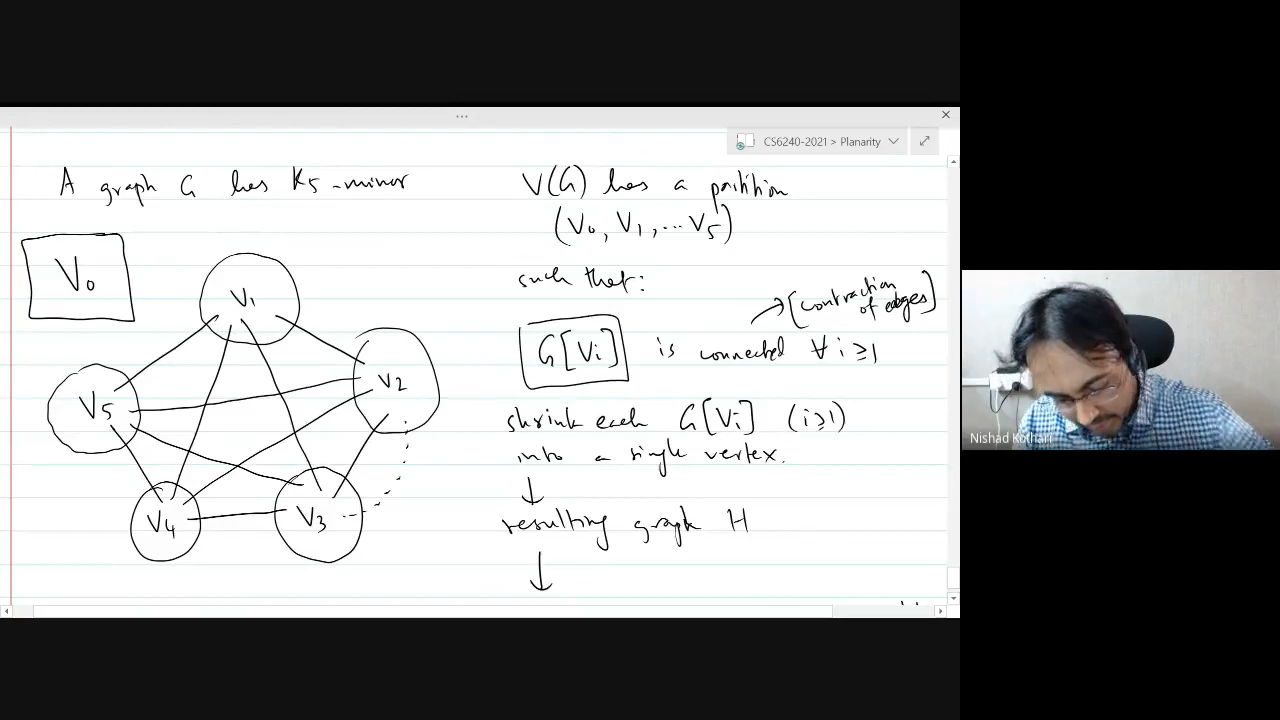 CS6240-2021 > Planarity
A graph G has K5-minor
V(G) has a partition
(V0, V1, ... V5)
such that:
[contraction of edges]
G[Vi] is connected ∀ i ≥ 1
shrink each G[Vi] (i≥1)
into a single vertex.
resulting graph H
V0
V1
V2
V5
V4
V3
Nishad Kothari